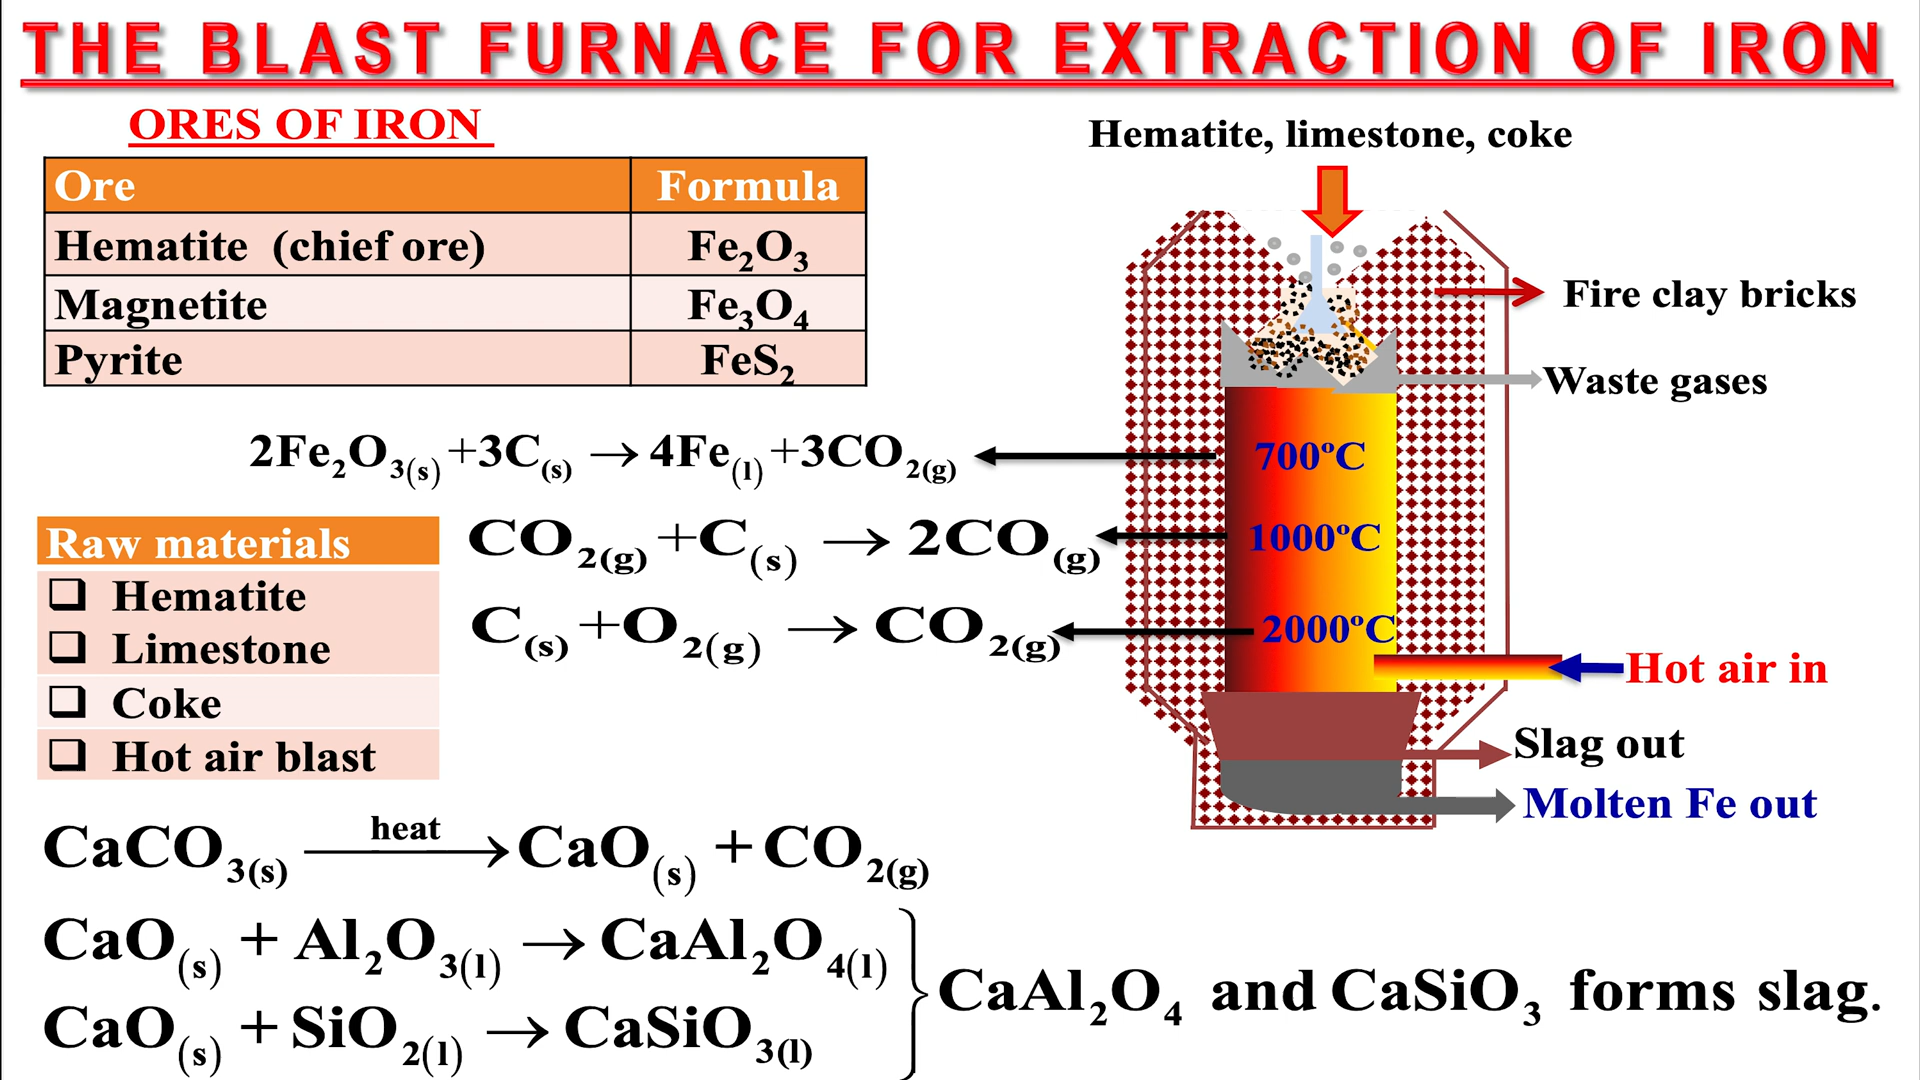 THE BLAST FURNACE FOR EXTRACTION OF IRON
ORES OF IRON
Ore Formula
Hematite (chief ore) Fe₂O₃
Magnetite Fe₃O₄
Pyrite FeS₂
Hematite, limestone, coke
Fire clay bricks
Waste gases
700°C
1000°C
2000°C
Hot air in
Slag out
Molten Fe out
2Fe₂O₃(s) +3C(s) → 4Fe(l) +3CO₂(g)
CO₂(g) +C(s) → 2CO(g)
C(s) +O₂(g) → CO₂(g)
Raw materials
❑ Hematite
❑ Limestone
❑ Coke
❑ Hot air blast
heat
CaCO₃(s) → CaO(s) + CO₂(g)
CaO(s) + Al₂O₃(l) → CaAl₂O₄(l)
CaO(s) + SiO₂(l) → CaSiO₃(l)
CaAl₂O₄ and CaSiO₃ forms slag.